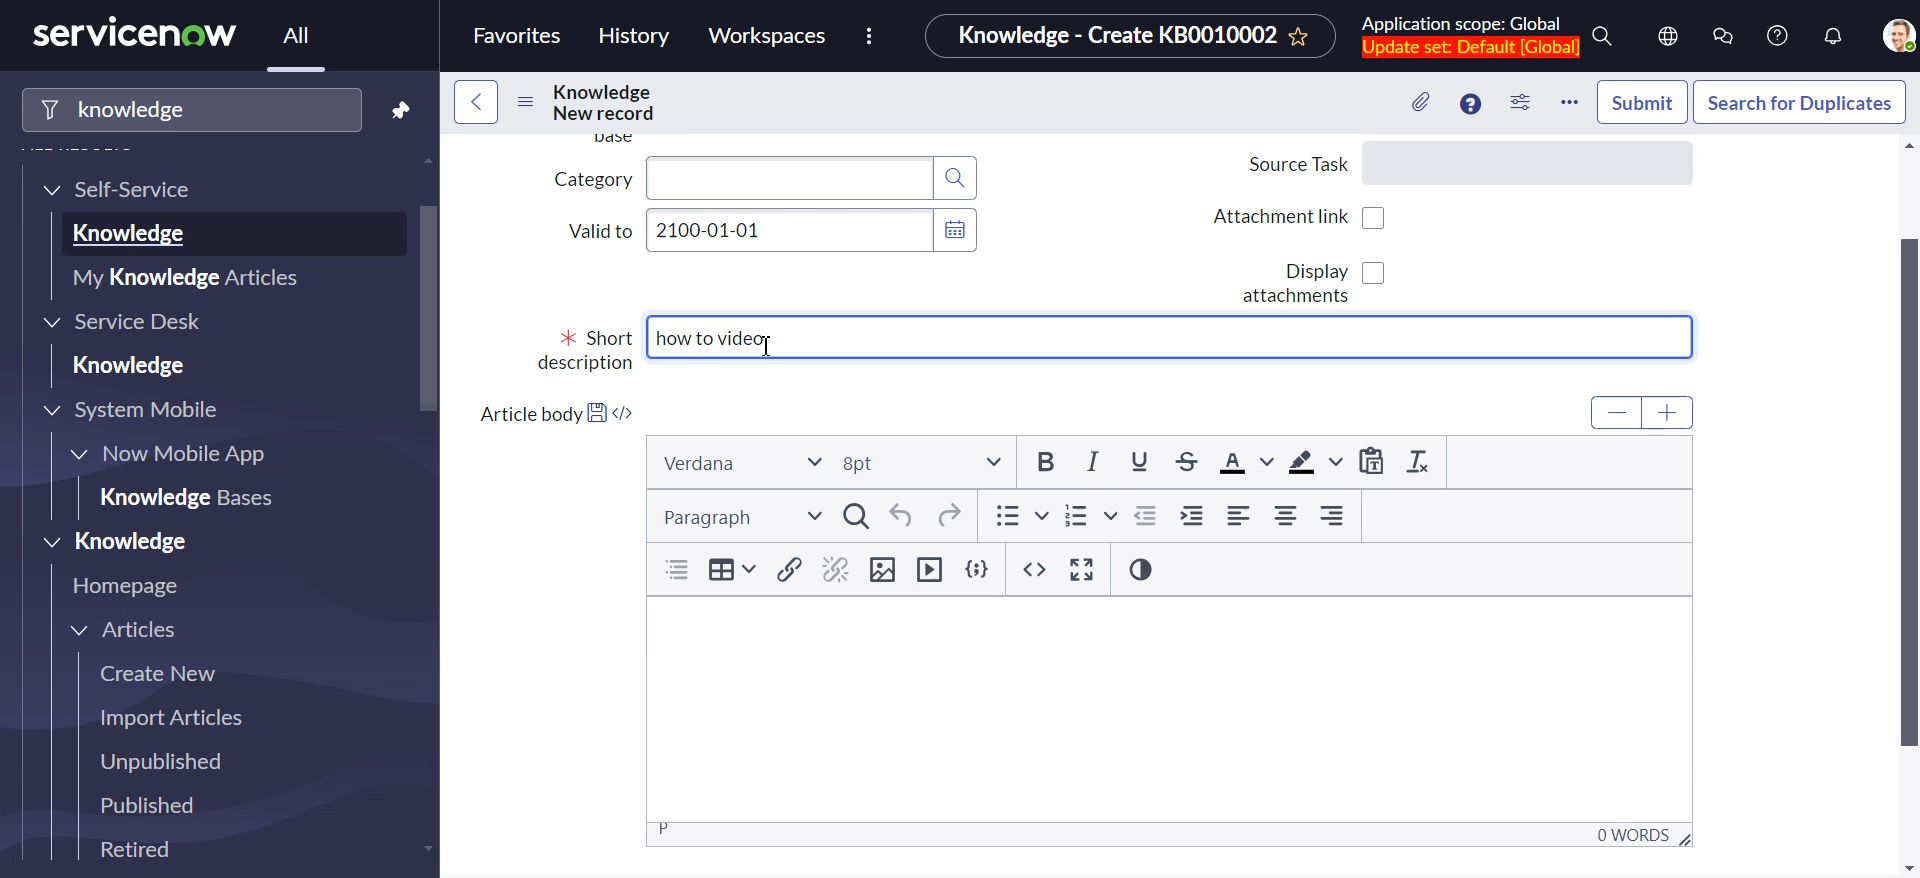 servicenow
All
Favorites
History
Workspaces
Knowledge - Create KB0010002
Application scope: Global
Update set: Default [Global]
knowledge
Self-Service
Knowledge
My Knowledge Articles
Service Desk
Knowledge
System Mobile
Now Mobile App
Knowledge Bases
Knowledge
Homepage
Articles
Create New
Import Articles
Unpublished
Published
Retired
Knowledge
New record
Submit
Search for Duplicates
base
Category
Valid to
2100-01-01
Source Task
Attachment link
Display
attachments
* Short
description
how to video
Article body
Verdana
8pt
Paragraph
P
0 WORDS